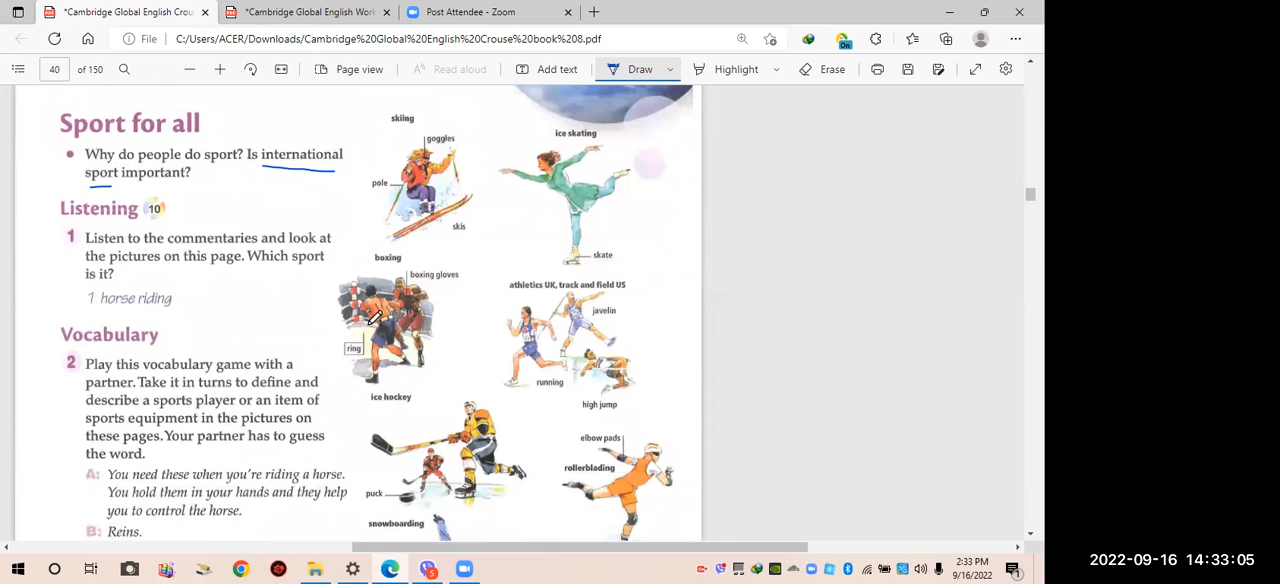 *Cambridge Global English Crou
*Cambridge Global English Work
Post Attendee - Zoom
File
C:/Users/ACER/Downloads/Cambridge%20Global%20English%20Crouse%20book%208.pdf
40
of 150
Page view
Read aloud
Add text
Draw
Highlight
Erase
On
Sport for all
Why do people do sport? Is international
sport important?
Listening 10
1 Listen to the commentaries and look at
the pictures on this page. Which sport
is it?
1 horse riding
Vocabulary
2 Play this vocabulary game with a
partner. Take it in turns to define and
describe a sports player or an item of
sports equipment in the pictures on
these pages. Your partner has to guess
the word.
A: You need these when you're riding a horse.
You hold them in your hands and they help
you to control the horse.
B: Reins.
skiing
goggles
pole
skis
ice skating
skate
boxing
boxing gloves
ring
athletics UK, track and field US
javelin
running
high jump
ice hockey
puck
elbow pads
rollerblading
snowboarding
2:33 PM
9/16/2022
2022-09-16 14:33:05